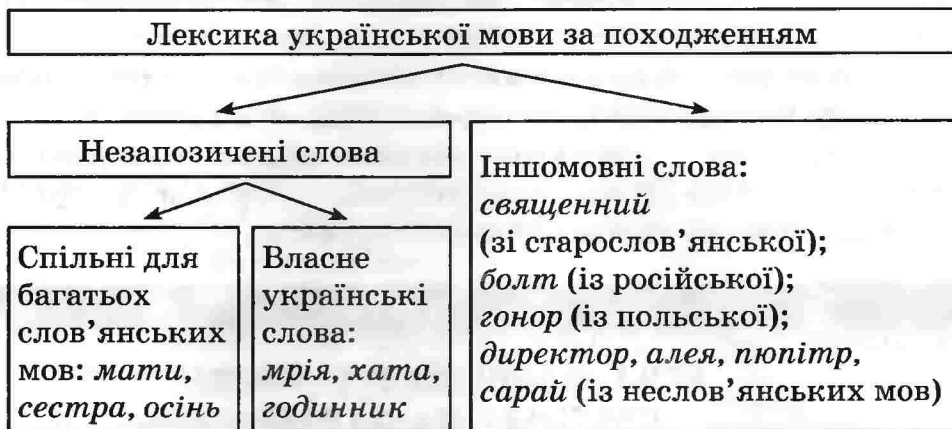 Лексика української мови за походженням
Незапозичені слова
Спільні для
багатьох
слов’янських
мов: мати,
сестра, осінь
Власне
українські
слова:
мрія, хата,
годинник
Іншомовні слова:
священний
(зі старослов’янської);
болт (із російської);
гонор (із польської);
директор, алея, пюпітр,
сарай (із неслов’янських мов)